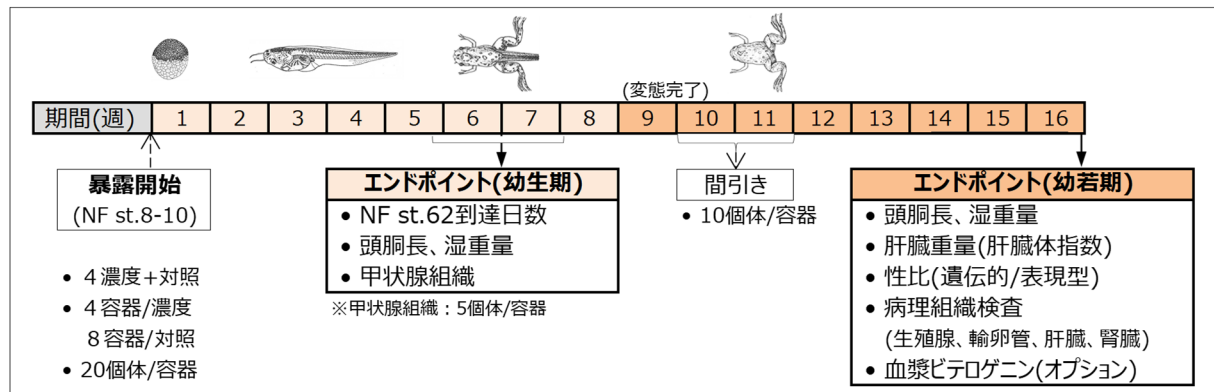 (変態完了)
期間(週) 1 2 3 4 5 6 7 8 9 10 11 12 13 14 15 16
暴露開始
(NF st.8-10)
• 4濃度+対照
• 4容器/濃度
8容器/対照
• 20個体/容器
エンドポイント(幼生期)
• NF st.62到達日数
• 頭胴長、湿重量
• 甲状腺組織
※甲状腺組織:5個体/容器
間引き
• 10個体/容器
エンドポイント(幼若期)
• 頭胴長、湿重量
• 肝臓重量(肝臓体指数)
• 性比(遺伝的/表現型)
• 病理組織検査
(生殖腺、輸卵管、肝臓、腎臓)
• 血漿ビテロゲニン(オプション)